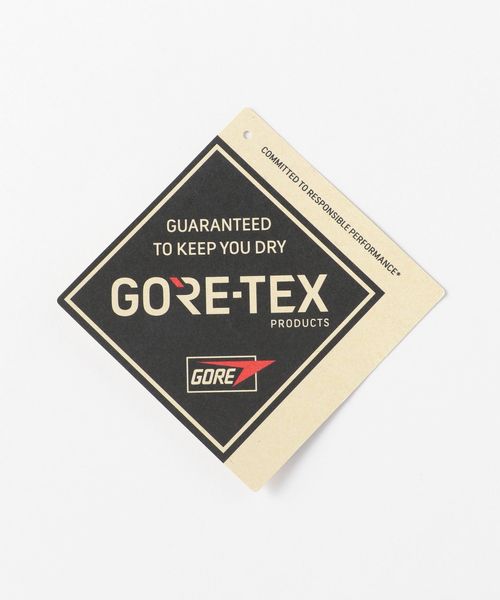 COMMITTED TO RESPONSIBLE PERFORMANCE*
GUARANTEED
TO KEEP YOU DRY
GORE-TEX
PRODUCTS
GORE